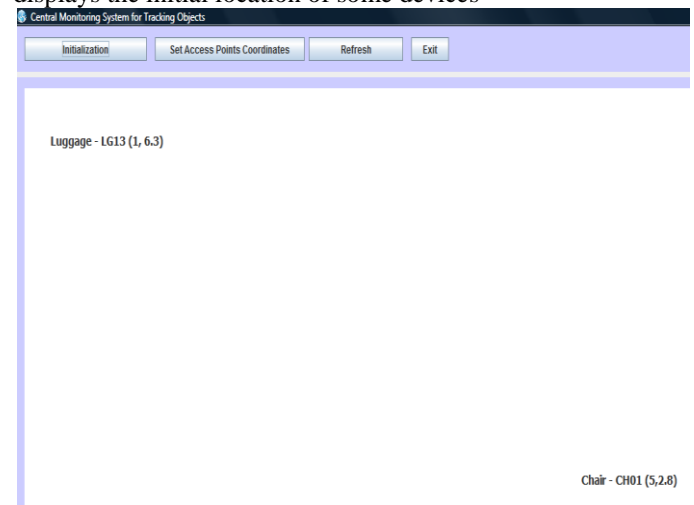 displays the initial location of some devices
Central Monitoring System for Tracking Objects
Initialization Set Access Points Coordinates Refresh Exit
Luggage - LG13 (1, 6.3)
Chair - CH01 (5,2.8)